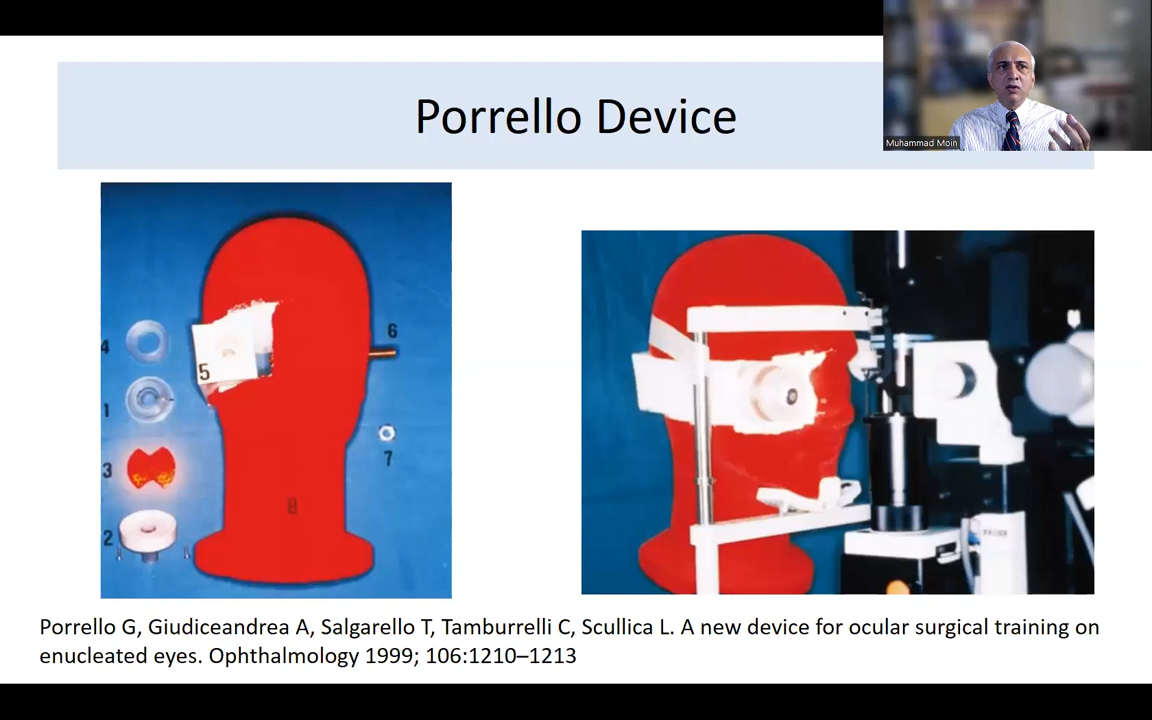 Porrello Device
Muhammad Moin
4
1
3
2
5
6
7
8
Porrello G, Giudiceandrea A, Salgarello T, Tamburrelli C, Scullica L. A new device for ocular surgical training on
enucleated eyes. Ophthalmology 1999; 106:1210–1213